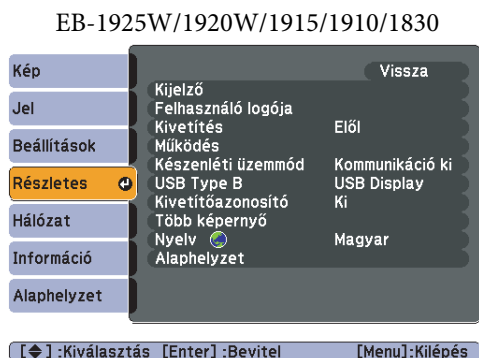 EB-1925W/1920W/1915/1910/1830
Kép
Jel
Beállítások
Részletes
Hálózat
Információ
Alaphelyzet
Vissza
Kijelző
Felhasználó logója
Kivetítés Elől
Működés
Készenléti üzemmód Kommunikáció ki
USB Type B USB Display
Kivetítőazonosító Ki
Több képernyő
Nyelv Magyar
Alaphelyzet
[◆] :Kiválasztás [Enter] :Bevitel [Menu]:Kilépés